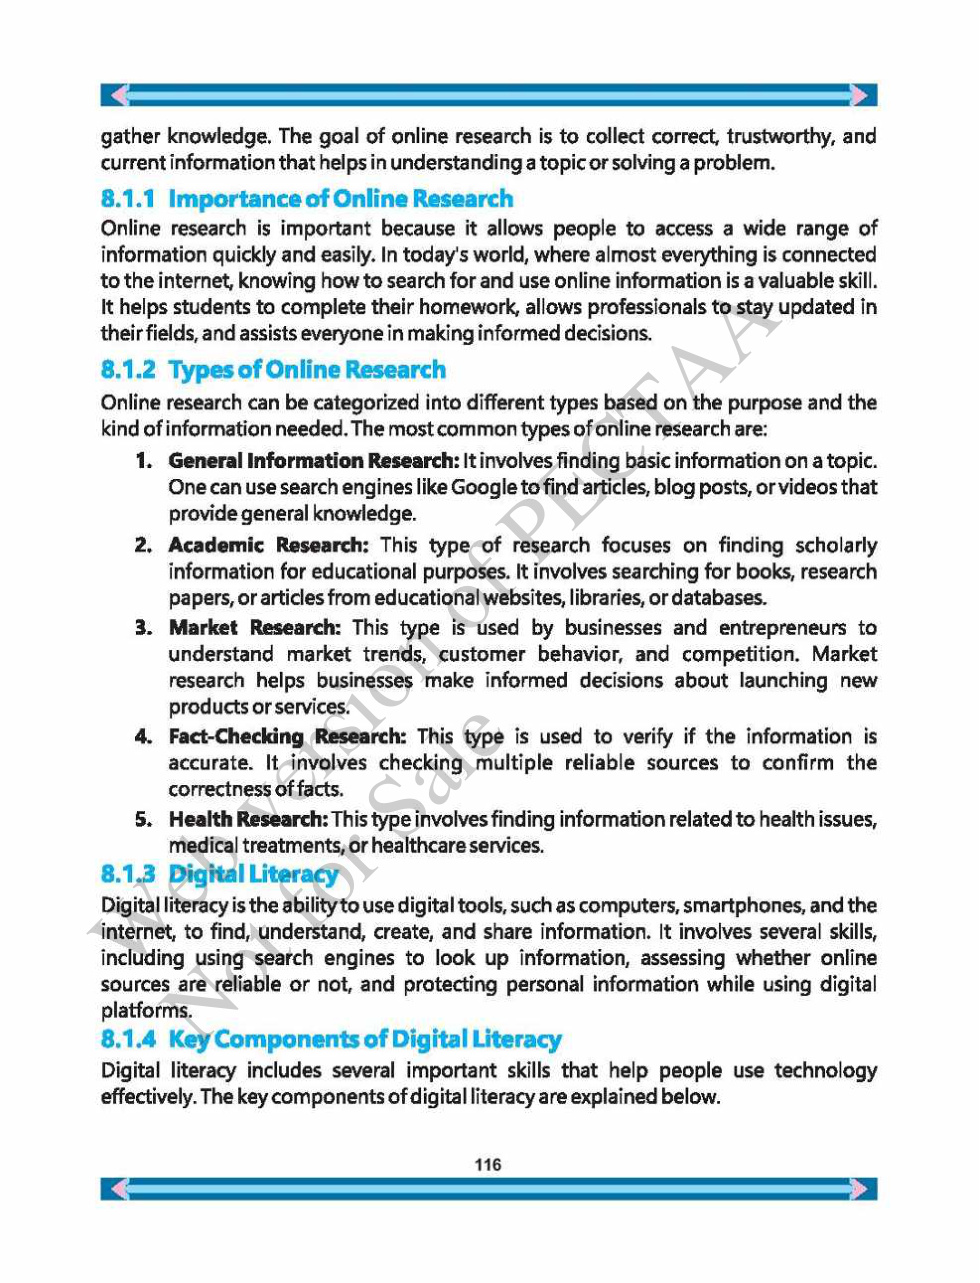 gather knowledge. The goal of online research is to collect correct, trustworthy, and
current information that helps in understanding a topic or solving a problem.
8.1.1 Importance of Online Research
Online research is important because it allows people to access a wide range of
information quickly and easily. In today's world, where almost everything is connected
to the internet, knowing how to search for and use online information is a valuable skill.
It helps students to complete their homework, allows professionals to stay updated in
their fields, and assists everyone in making informed decisions.
8.1.2 Types of Online Research
Online research can be categorized into different types based on the purpose and the
kind of information needed. The most common types of online research are:
1. General Information Research: It involves finding basic information on a topic.
One can use search engines like Google to find articles, blog posts, or videos that
provide general knowledge.
2. Academic Research: This type of research focuses on finding scholarly
information for educational purposes. It involves searching for books, research
papers, or articles from educational websites, libraries, or databases.
3. Market Research: This type is used by businesses and entrepreneurs to
understand market trends, customer behavior, and competition. Market
research helps businesses make informed decisions about launching new
products or services.
4. Fact-Checking Research: This type is used to verify if the information is
accurate. It involves checking multiple reliable sources to confirm the
correctness of facts.
5. Health Research: This type involves finding information related to health issues,
medical treatments, or healthcare services.
8.1.3 Digital Literacy
Digital literacy is the ability to use digital tools, such as computers, smartphones, and the
internet, to find, understand, create, and share information. It involves several skills,
including using search engines to look up information, assessing whether online
sources are reliable or not, and protecting personal information while using digital
platforms.
8.1.4 Key Components of Digital Literacy
Digital literacy includes several important skills that help people use technology
effectively. The key components of digital literacy are explained below.
116
Web version of PECTAA
Not for Sale